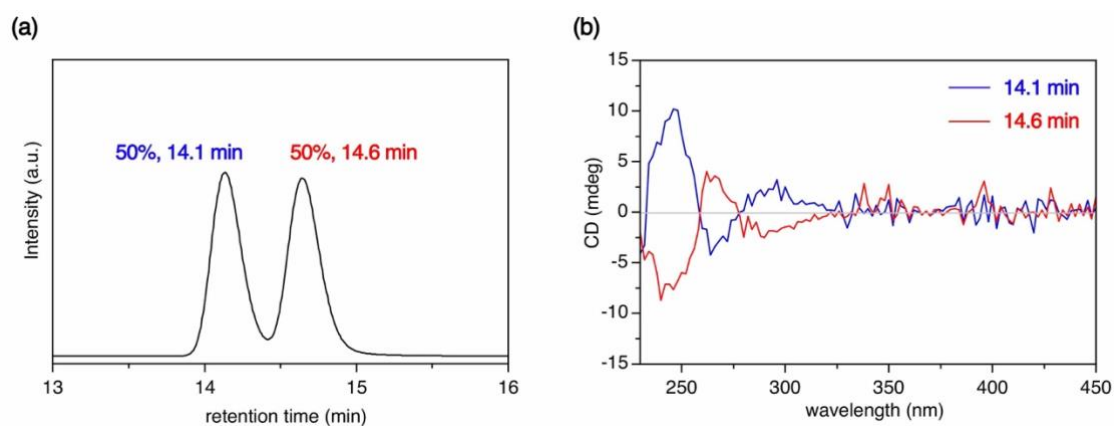 (a)
50%, 14.1 min
50%, 14.6 min
Intensity (a.u.)
13
14
15
16
retention time (min)
(b)
15
10
5
0
-5
-10
-15
CD (mdeg)
14.1 min
14.6 min
250
300
350
400
450
wavelength (nm)